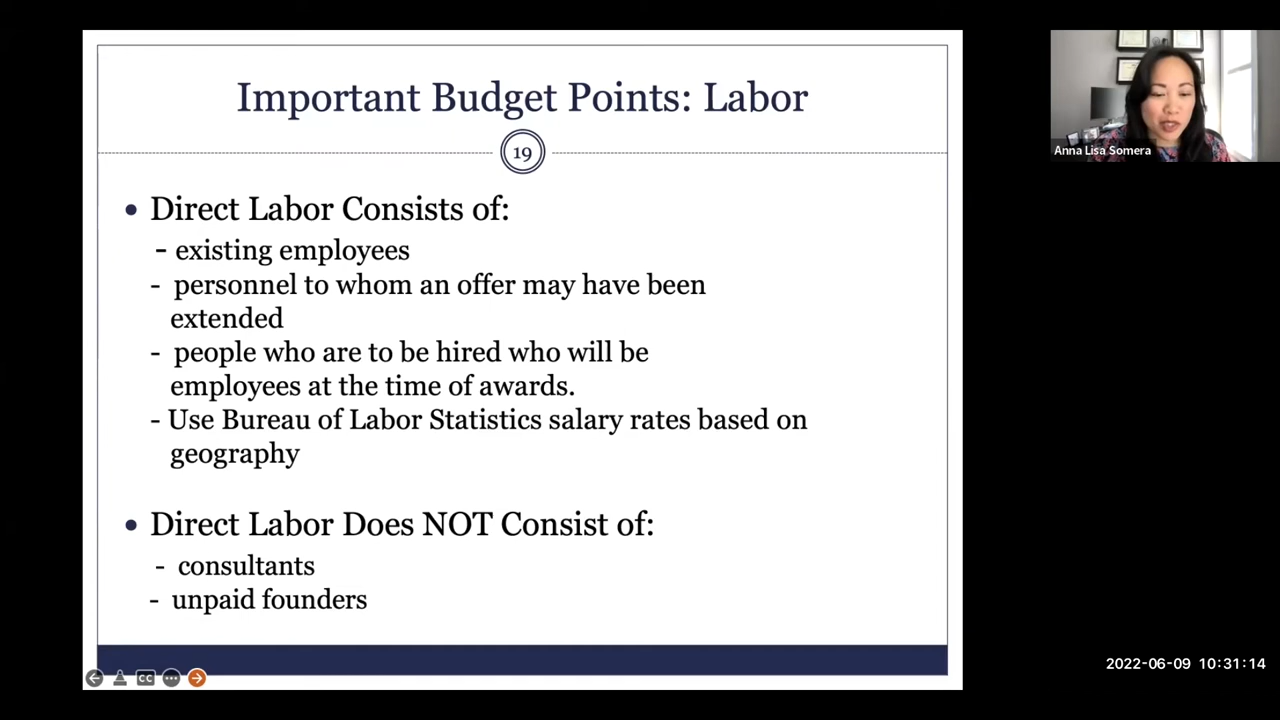 Important Budget Points: Labor
19
• Direct Labor Consists of:
- existing employees
- personnel to whom an offer may have been
extended
- people who are to be hired who will be
employees at the time of awards.
- Use Bureau of Labor Statistics salary rates based on
geography
• Direct Labor Does NOT Consist of:
- consultants
- unpaid founders
CC
Anna Lisa Somera
2022-06-09 10:31:14